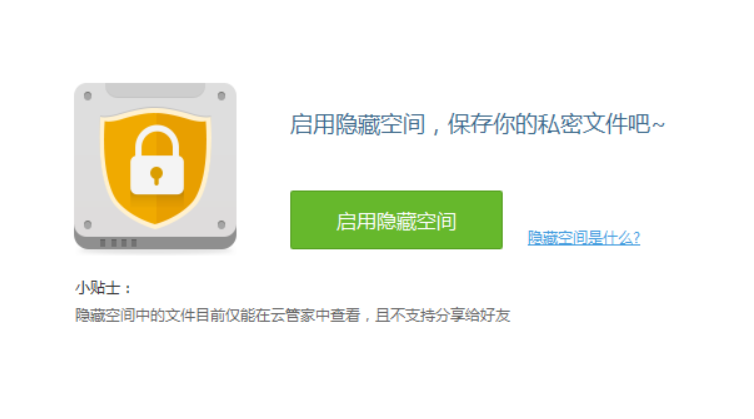 启用隐藏空间，保存你的私密文件吧~
启用隐藏空间
隐藏空间是什么?
小贴士：
隐藏空间中的文件目前仅能在云管家中查看，且不支持分享给好友